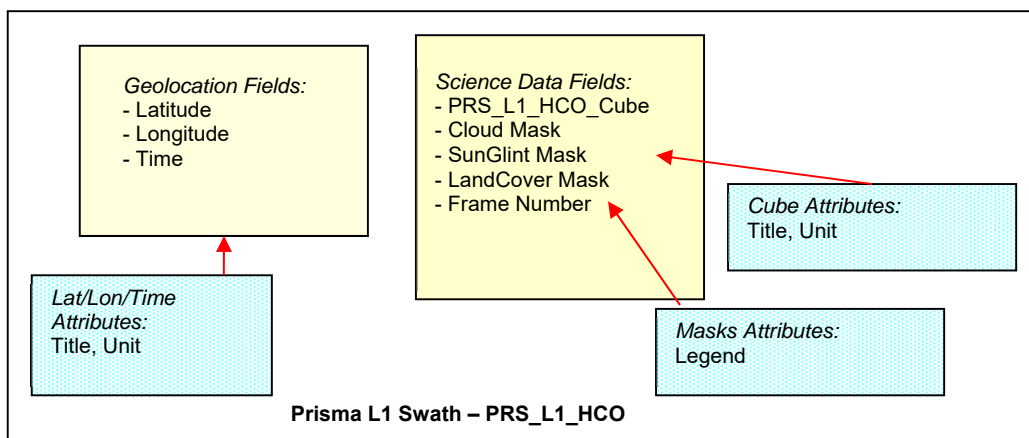 Geolocation Fields:
- Latitude
- Longitude
- Time
Science Data Fields:
- PRS_L1_HCO_Cube
- Cloud Mask
- SunGlint Mask
- LandCover Mask
- Frame Number
Cube Attributes:
Title, Unit
Lat/Lon/Time
Attributes:
Title, Unit
Masks Attributes:
Legend
Prisma L1 Swath – PRS_L1_HCO